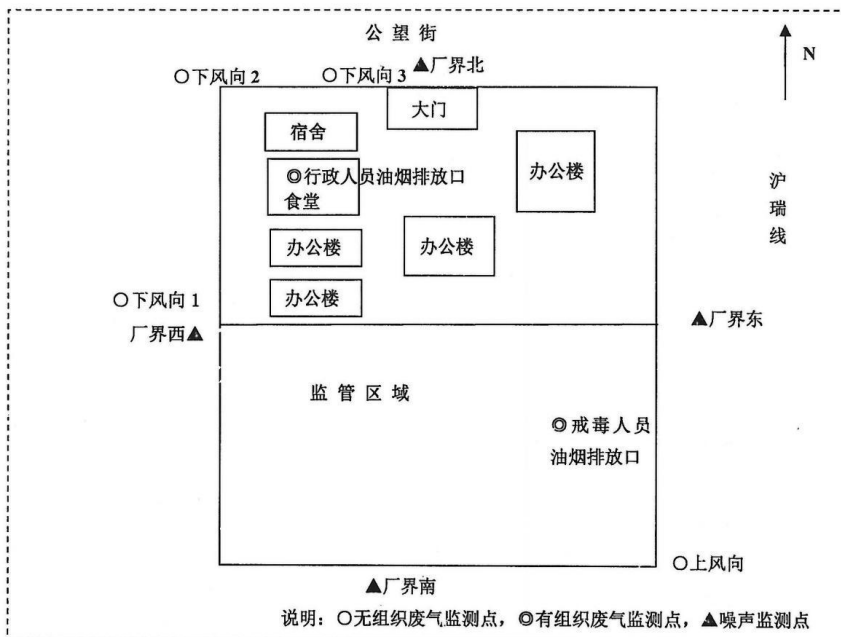 公望街
N
○下风向2
○下风向3
▲厂界北
大门
宿舍
◎行政人员油烟排放口
食堂
办公楼
沪瑞线
办公楼
办公楼
○下风向1
办公楼
厂界西▲
▲厂界东
监管区域
◎戒毒人员
油烟排放口
○上风向
▲厂界南
说明：○无组织废气监测点，◎有组织废气监测点，▲噪声监测点